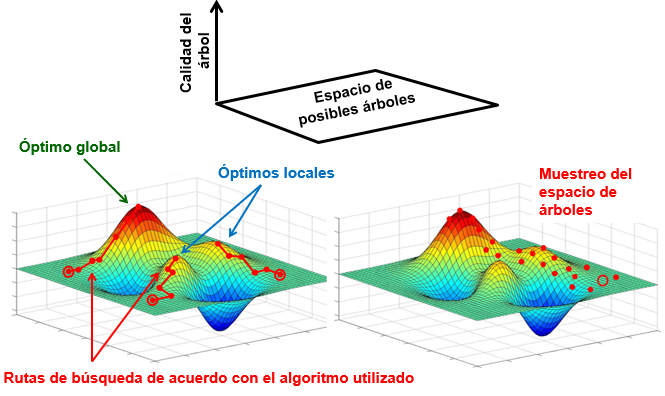 Calidad del
árbol
Espacio de
posibles árboles
Óptimo global
Óptimos locales
Muestreo del
espacio de
árboles
Rutas de búsqueda de acuerdo con el algoritmo utilizado